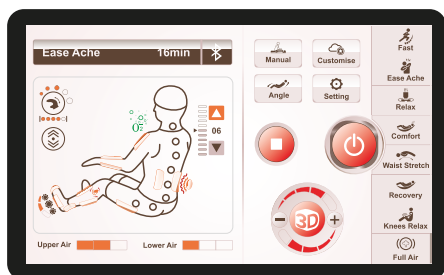 Ease Ache 16min
Manual
Customise
Angle
Setting
O2
06
3D
Upper Air
Lower Air
Fast
Ease Ache
Relax
Comfort
Waist Stretch
Recovery
Knees Relax
Full Air